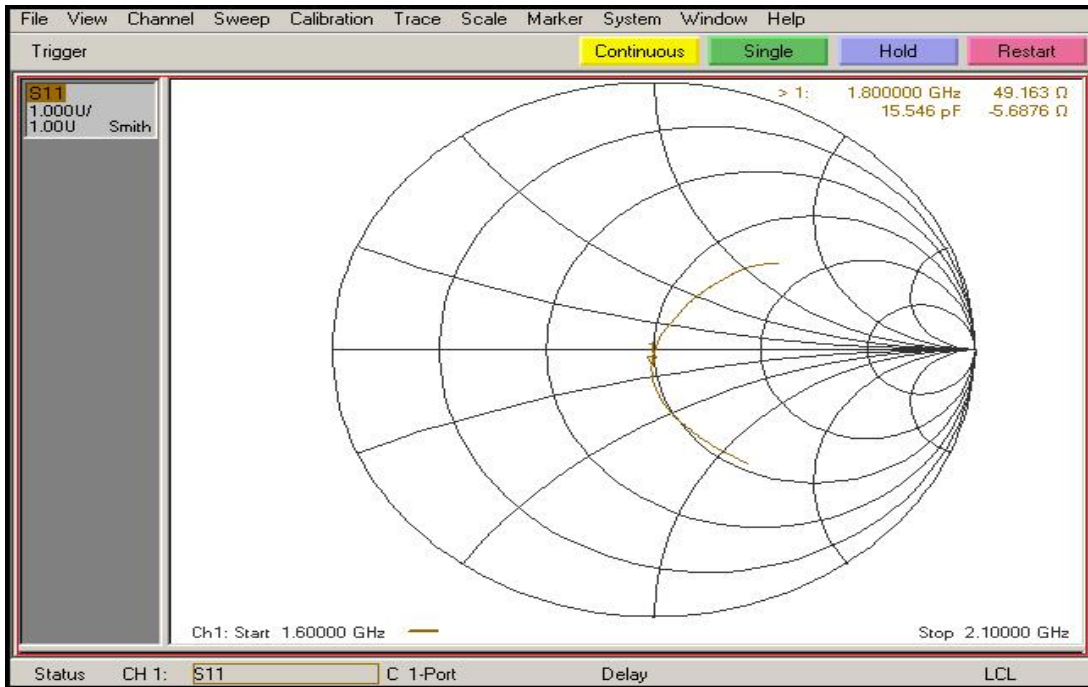 File View Channel Sweep Calibration Trace Scale Marker System Window Help
Trigger Continuous Single Hold Restart
S11
1.000U/
1.00U Smith
> 1: 1.800000 GHz 49.163 Ω
15.546 pF -5.6876 Ω
1
Ch1: Start 1.60000 GHz Stop 2.10000 GHz
Status CH 1: S11 C 1-Port Delay LCL